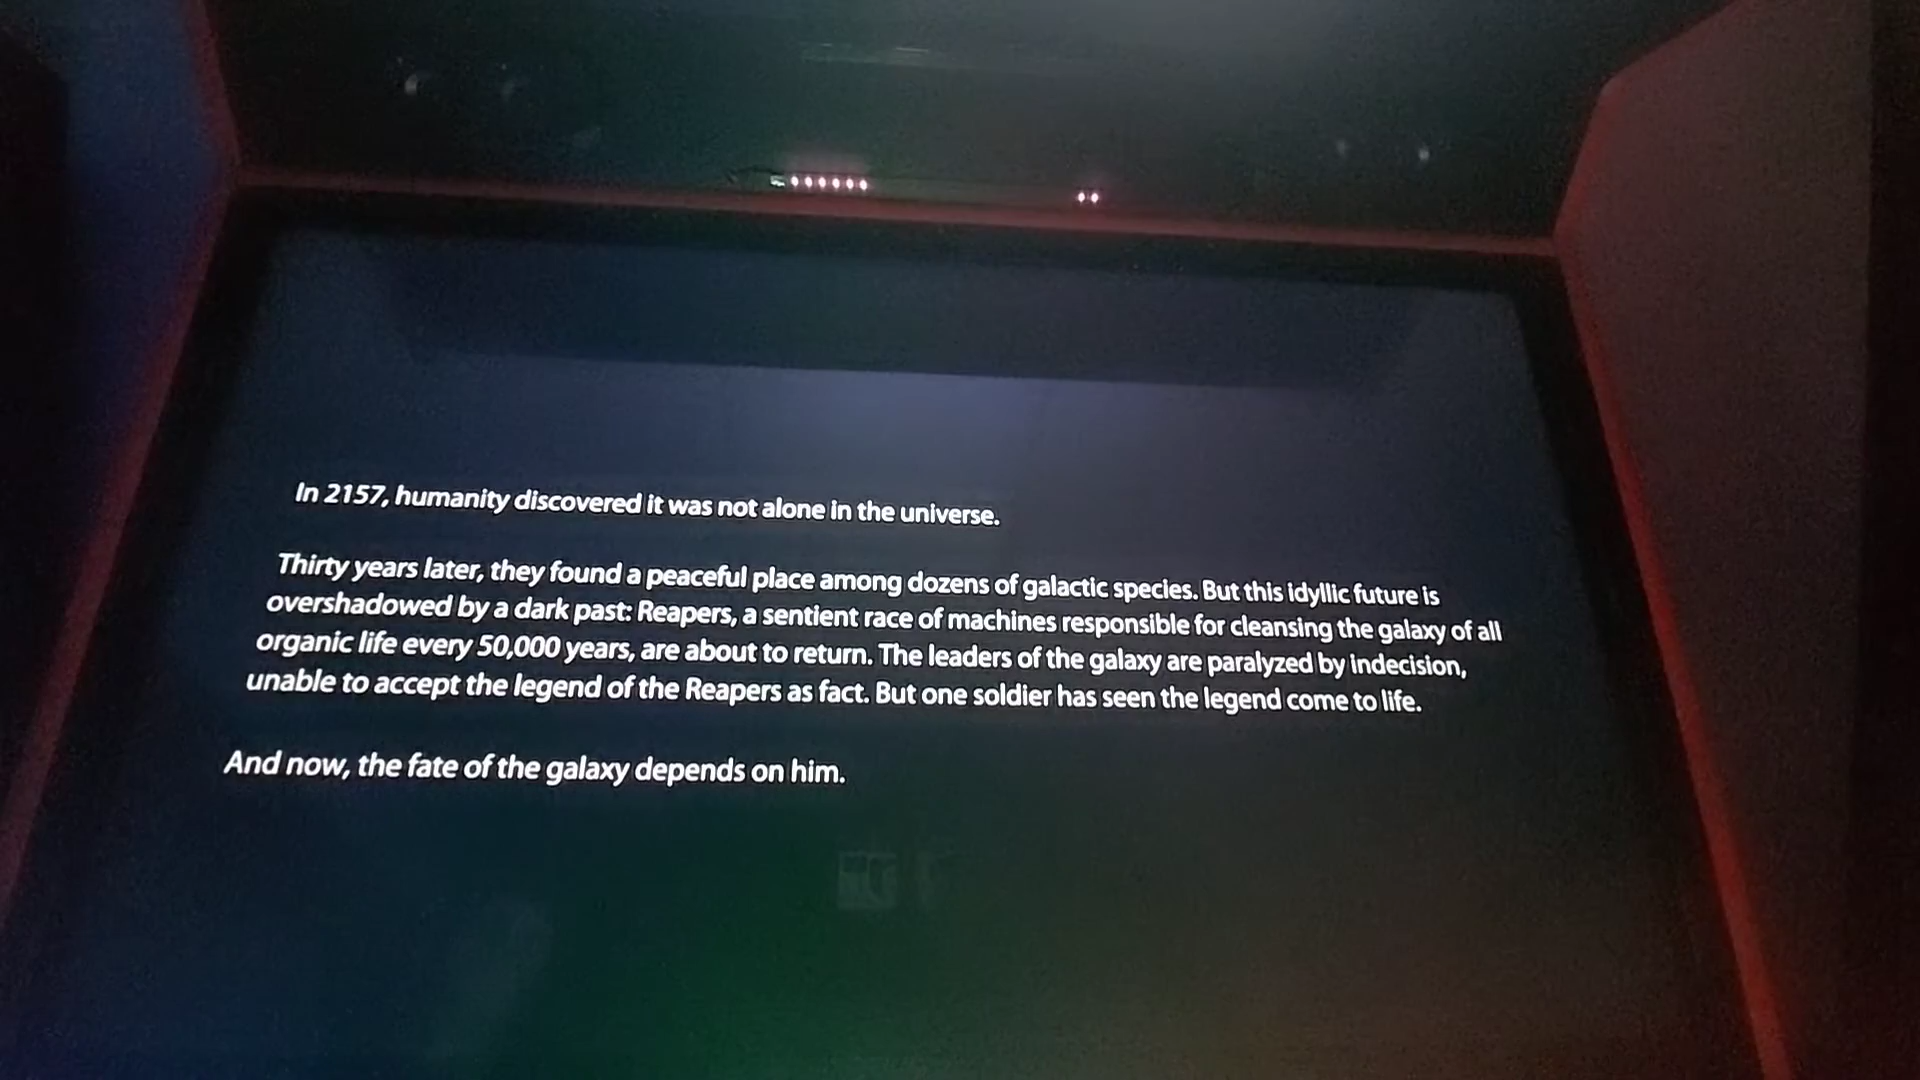 In 2157, humanity discovered it was not alone in the universe.
Thirty years later, they found a peaceful place among dozens of galactic species. But this idyllic future is
overshadowed by a dark past: Reapers, a sentient race of machines responsible for cleansing the galaxy of all
organic life every 50,000 years, are about to return. The leaders of the galaxy are paralyzed by indecision,
unable to accept the legend of the Reapers as fact. But one soldier has seen the legend come to life.
And now, the fate of the galaxy depends on him.